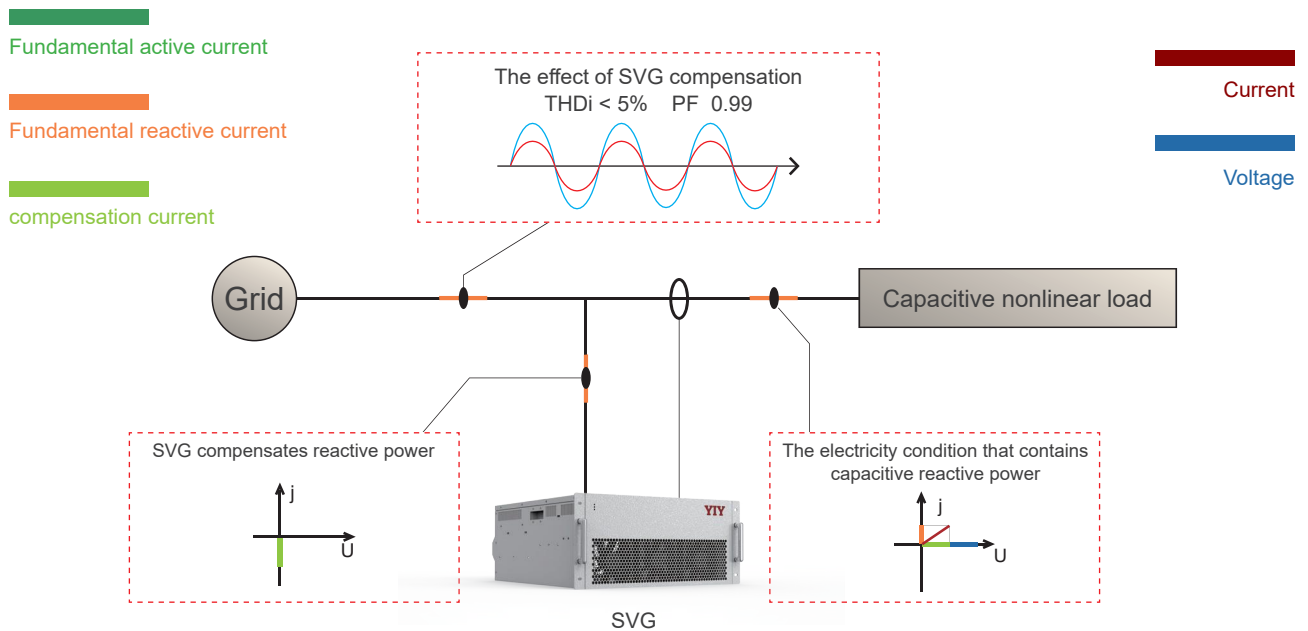 Fundamental active current
Fundamental reactive current
compensation current
The effect of SVG compensation
THDi < 5% PF 0.99
Current
Voltage
Grid
Capacitive nonlinear load
SVG compensates reactive power
j
U
YIY
SVG
The electricity condition that contains
capacitive reactive power
j
U